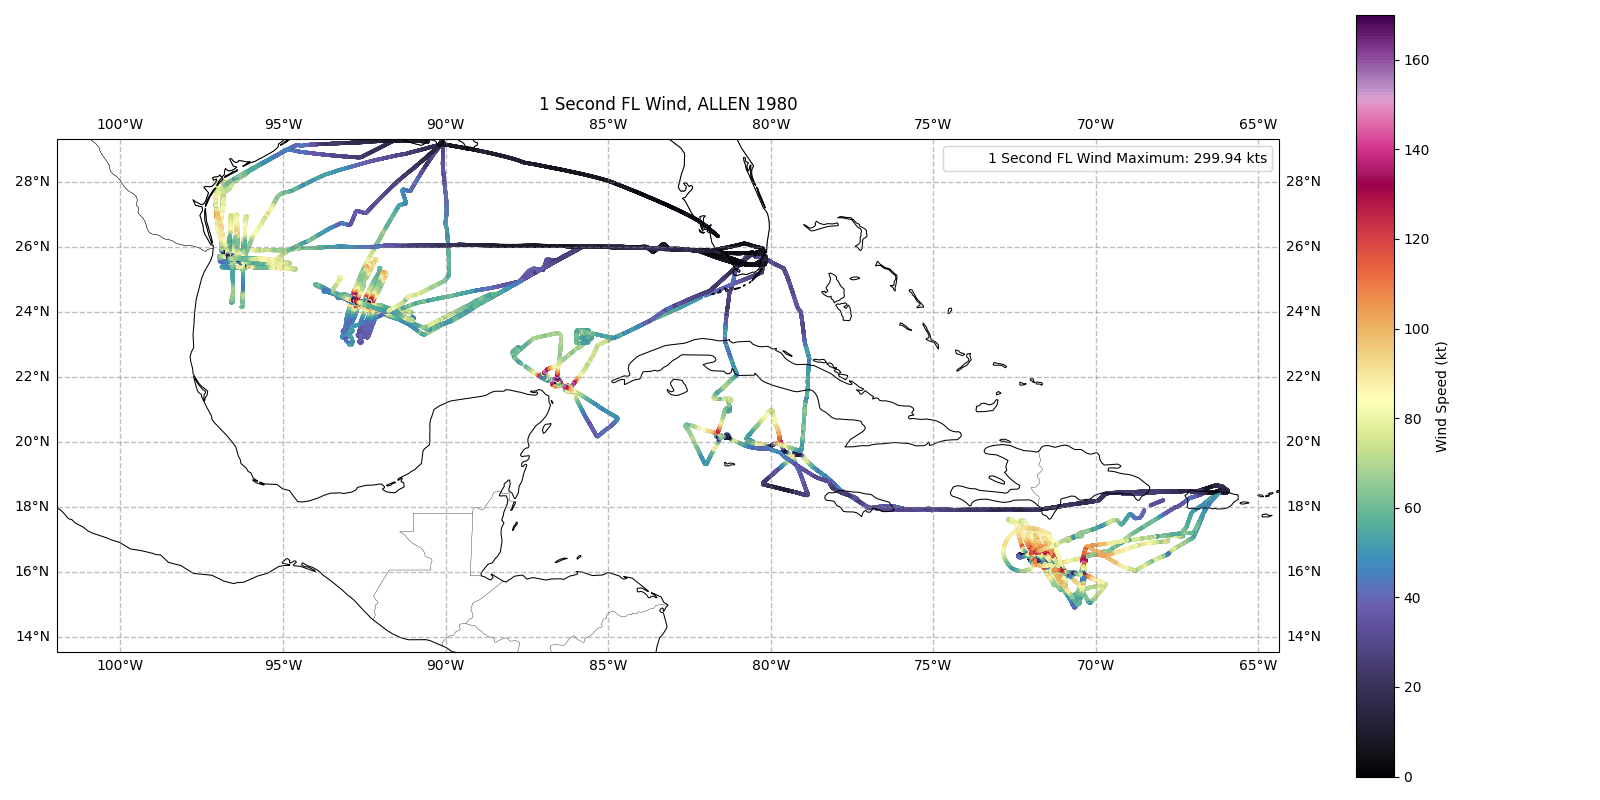 1 Second FL Wind, ALLEN 1980
100°W 95°W 90°W 85°W 80°W 75°W 70°W 65°W
1 Second FL Wind Maximum: 299.94 kts
28°N 28°N
26°N 26°N
24°N 24°N
22°N 22°N
20°N 20°N
18°N 18°N
16°N 16°N
14°N 14°N
100°W 95°W 90°W 85°W 80°W 75°W 70°W 65°W
160
140
120
100
80
60
40
20
0
Wind Speed (kt)